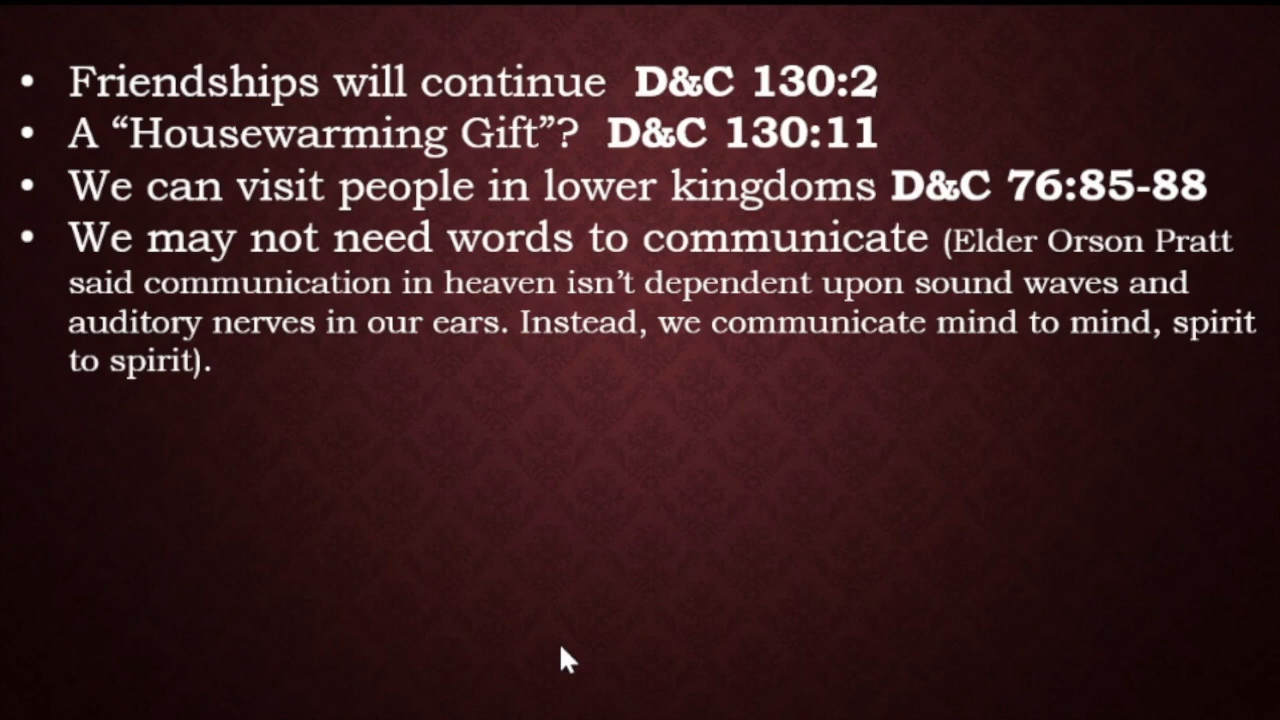 • Friendships will continue D&C 130:2
• A “Housewarming Gift”? D&C 130:11
• We can visit people in lower kingdoms D&C 76:85-88
• We may not need words to communicate (Elder Orson Pratt
said communication in heaven isn’t dependent upon sound waves and
auditory nerves in our ears. Instead, we communicate mind to mind, spirit
to spirit).